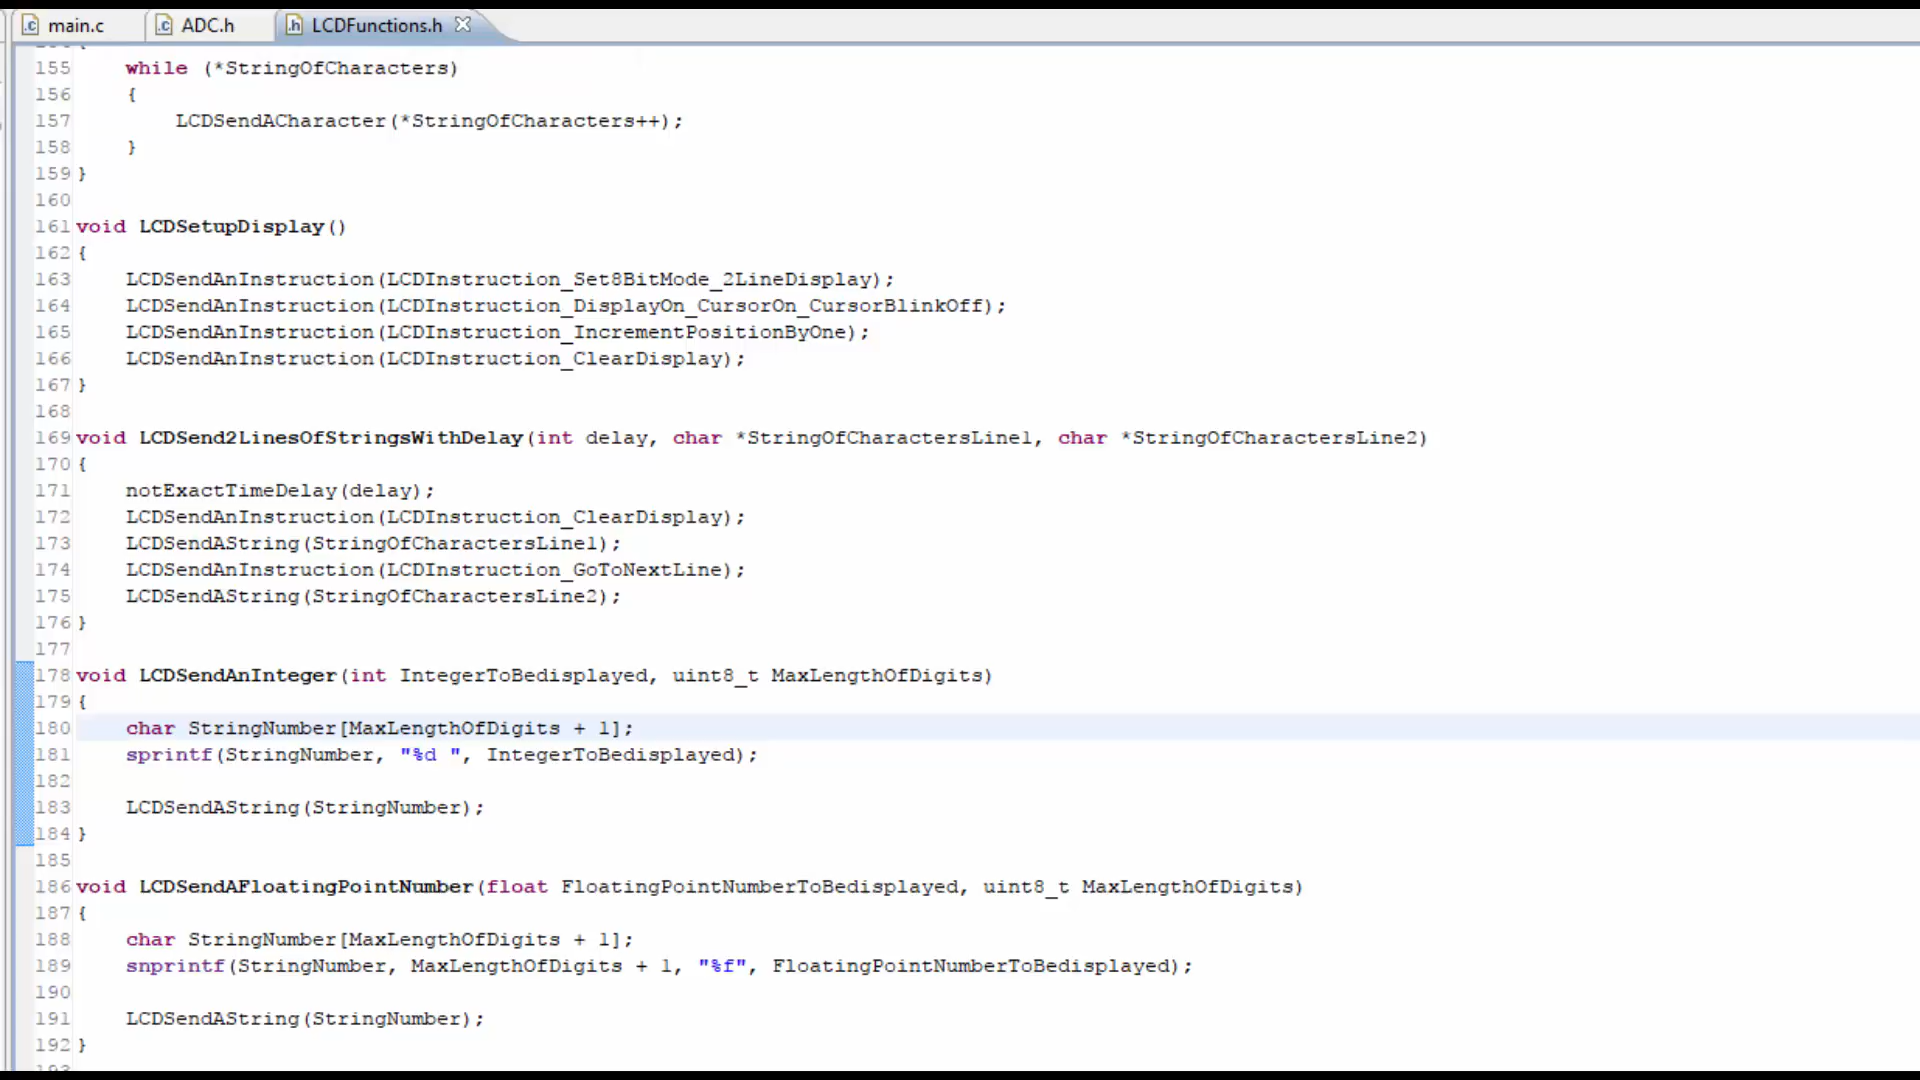 main.c ADC.h LCDFunctions.h
155 while (*StringOfCharacters)
156 {
157 LCDSendACharacter(*StringOfCharacters++);
158 }
159 }
160
161 void LCDSetupDisplay()
162 {
163 LCDSendAnInstruction(LCDInstruction_Set8BitMode_2LineDisplay);
164 LCDSendAnInstruction(LCDInstruction_DisplayOn_CursorOn_CursorBlinkOff);
165 LCDSendAnInstruction(LCDInstruction_IncrementPositionByOne);
166 LCDSendAnInstruction(LCDInstruction_ClearDisplay);
167 }
168
169 void LCDSend2LinesOfStringsWithDelay(int delay, char *StringOfCharactersLine1, char *StringOfCharactersLine2)
170 {
171 notExactTimeDelay(delay);
172 LCDSendAnInstruction(LCDInstruction_ClearDisplay);
173 LCDSendAString(StringOfCharactersLine1);
174 LCDSendAnInstruction(LCDInstruction_GoToNextLine);
175 LCDSendAString(StringOfCharactersLine2);
176 }
177
178 void LCDSendAnInteger(int IntegerToBedisplayed, uint8_t MaxLengthOfDigits)
179 {
180 char StringNumber[MaxLengthOfDigits + 1];
181 sprintf(StringNumber, "%d ", IntegerToBedisplayed);
182
183 LCDSendAString(StringNumber);
184 }
185
186 void LCDSendAFloatingPointNumber(float FloatingPointNumberToBedisplayed, uint8_t MaxLengthOfDigits)
187 {
188 char StringNumber[MaxLengthOfDigits + 1];
189 snprintf(StringNumber, MaxLengthOfDigits + 1, "%f", FloatingPointNumberToBedisplayed);
190
191 LCDSendAString(StringNumber);
192 }